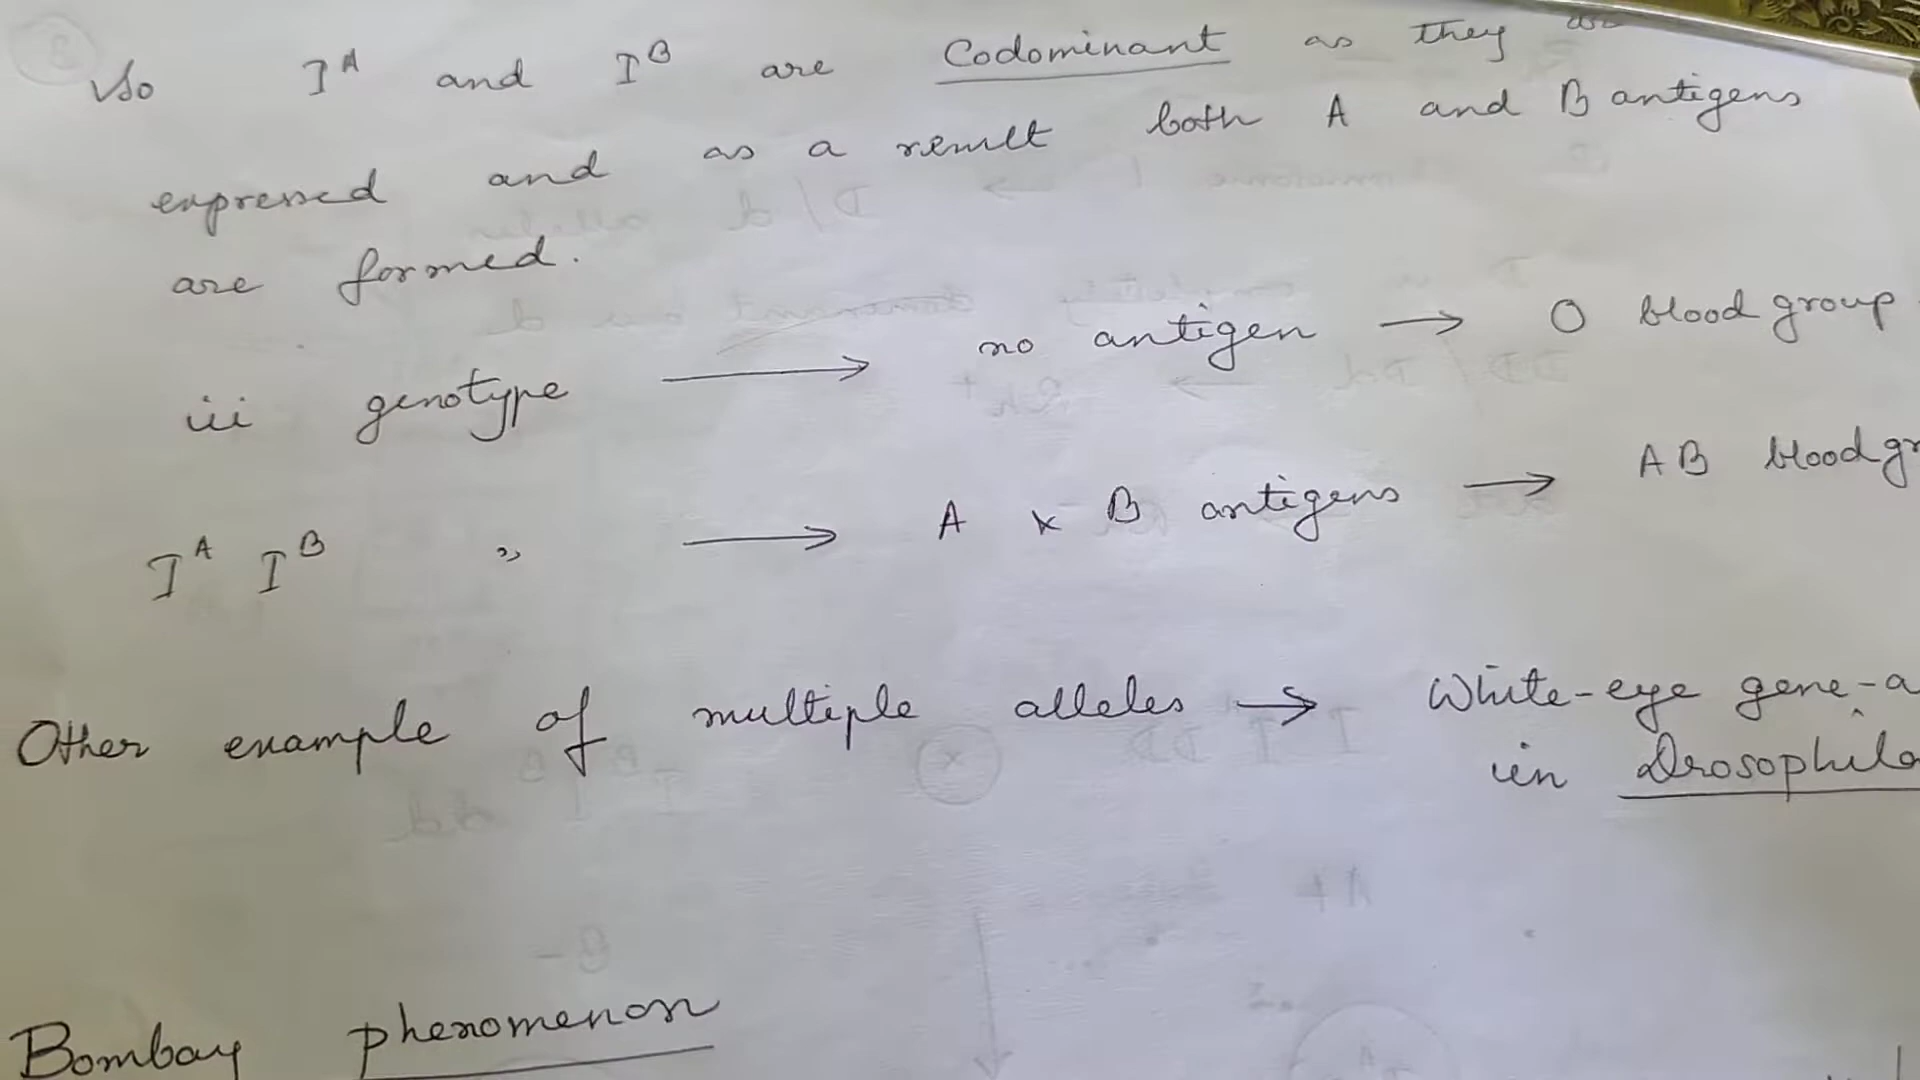 So I^A and I^B are Codominant as they
expressed and as a result both A and B antigens
are formed.
ii genotype → no antigen → O blood group
I^A I^B ,, → A & B antigens → AB blood gr
Other example of multiple alleles → White-eye gene-a
in Drosophila
Bombay phenomenon